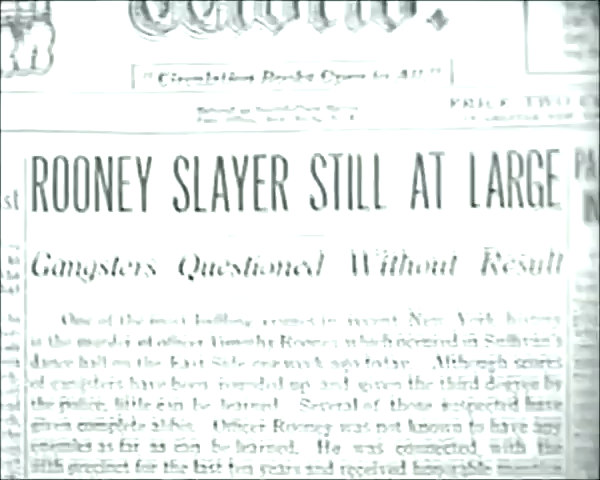 "Circulation Books Open to All"
PRICE TWO
ROONEY SLAYER STILL AT LARGE
Gangsters Questioned Without Result
One of the most baffling crimes in recent New York history
is the murder of officer Timothy Rooney which occurred in Sullivan's
dance hall on the East Side one week ago today. Although scores
of gangsters have been rounded up and given the third degree by
the police, little can be learned. Several of those suspected have
given complete alibis. Officer Rooney was not known to have any
enemies as far as can be learned. He was connected with the
precinct for the last ten years and received honorable mention